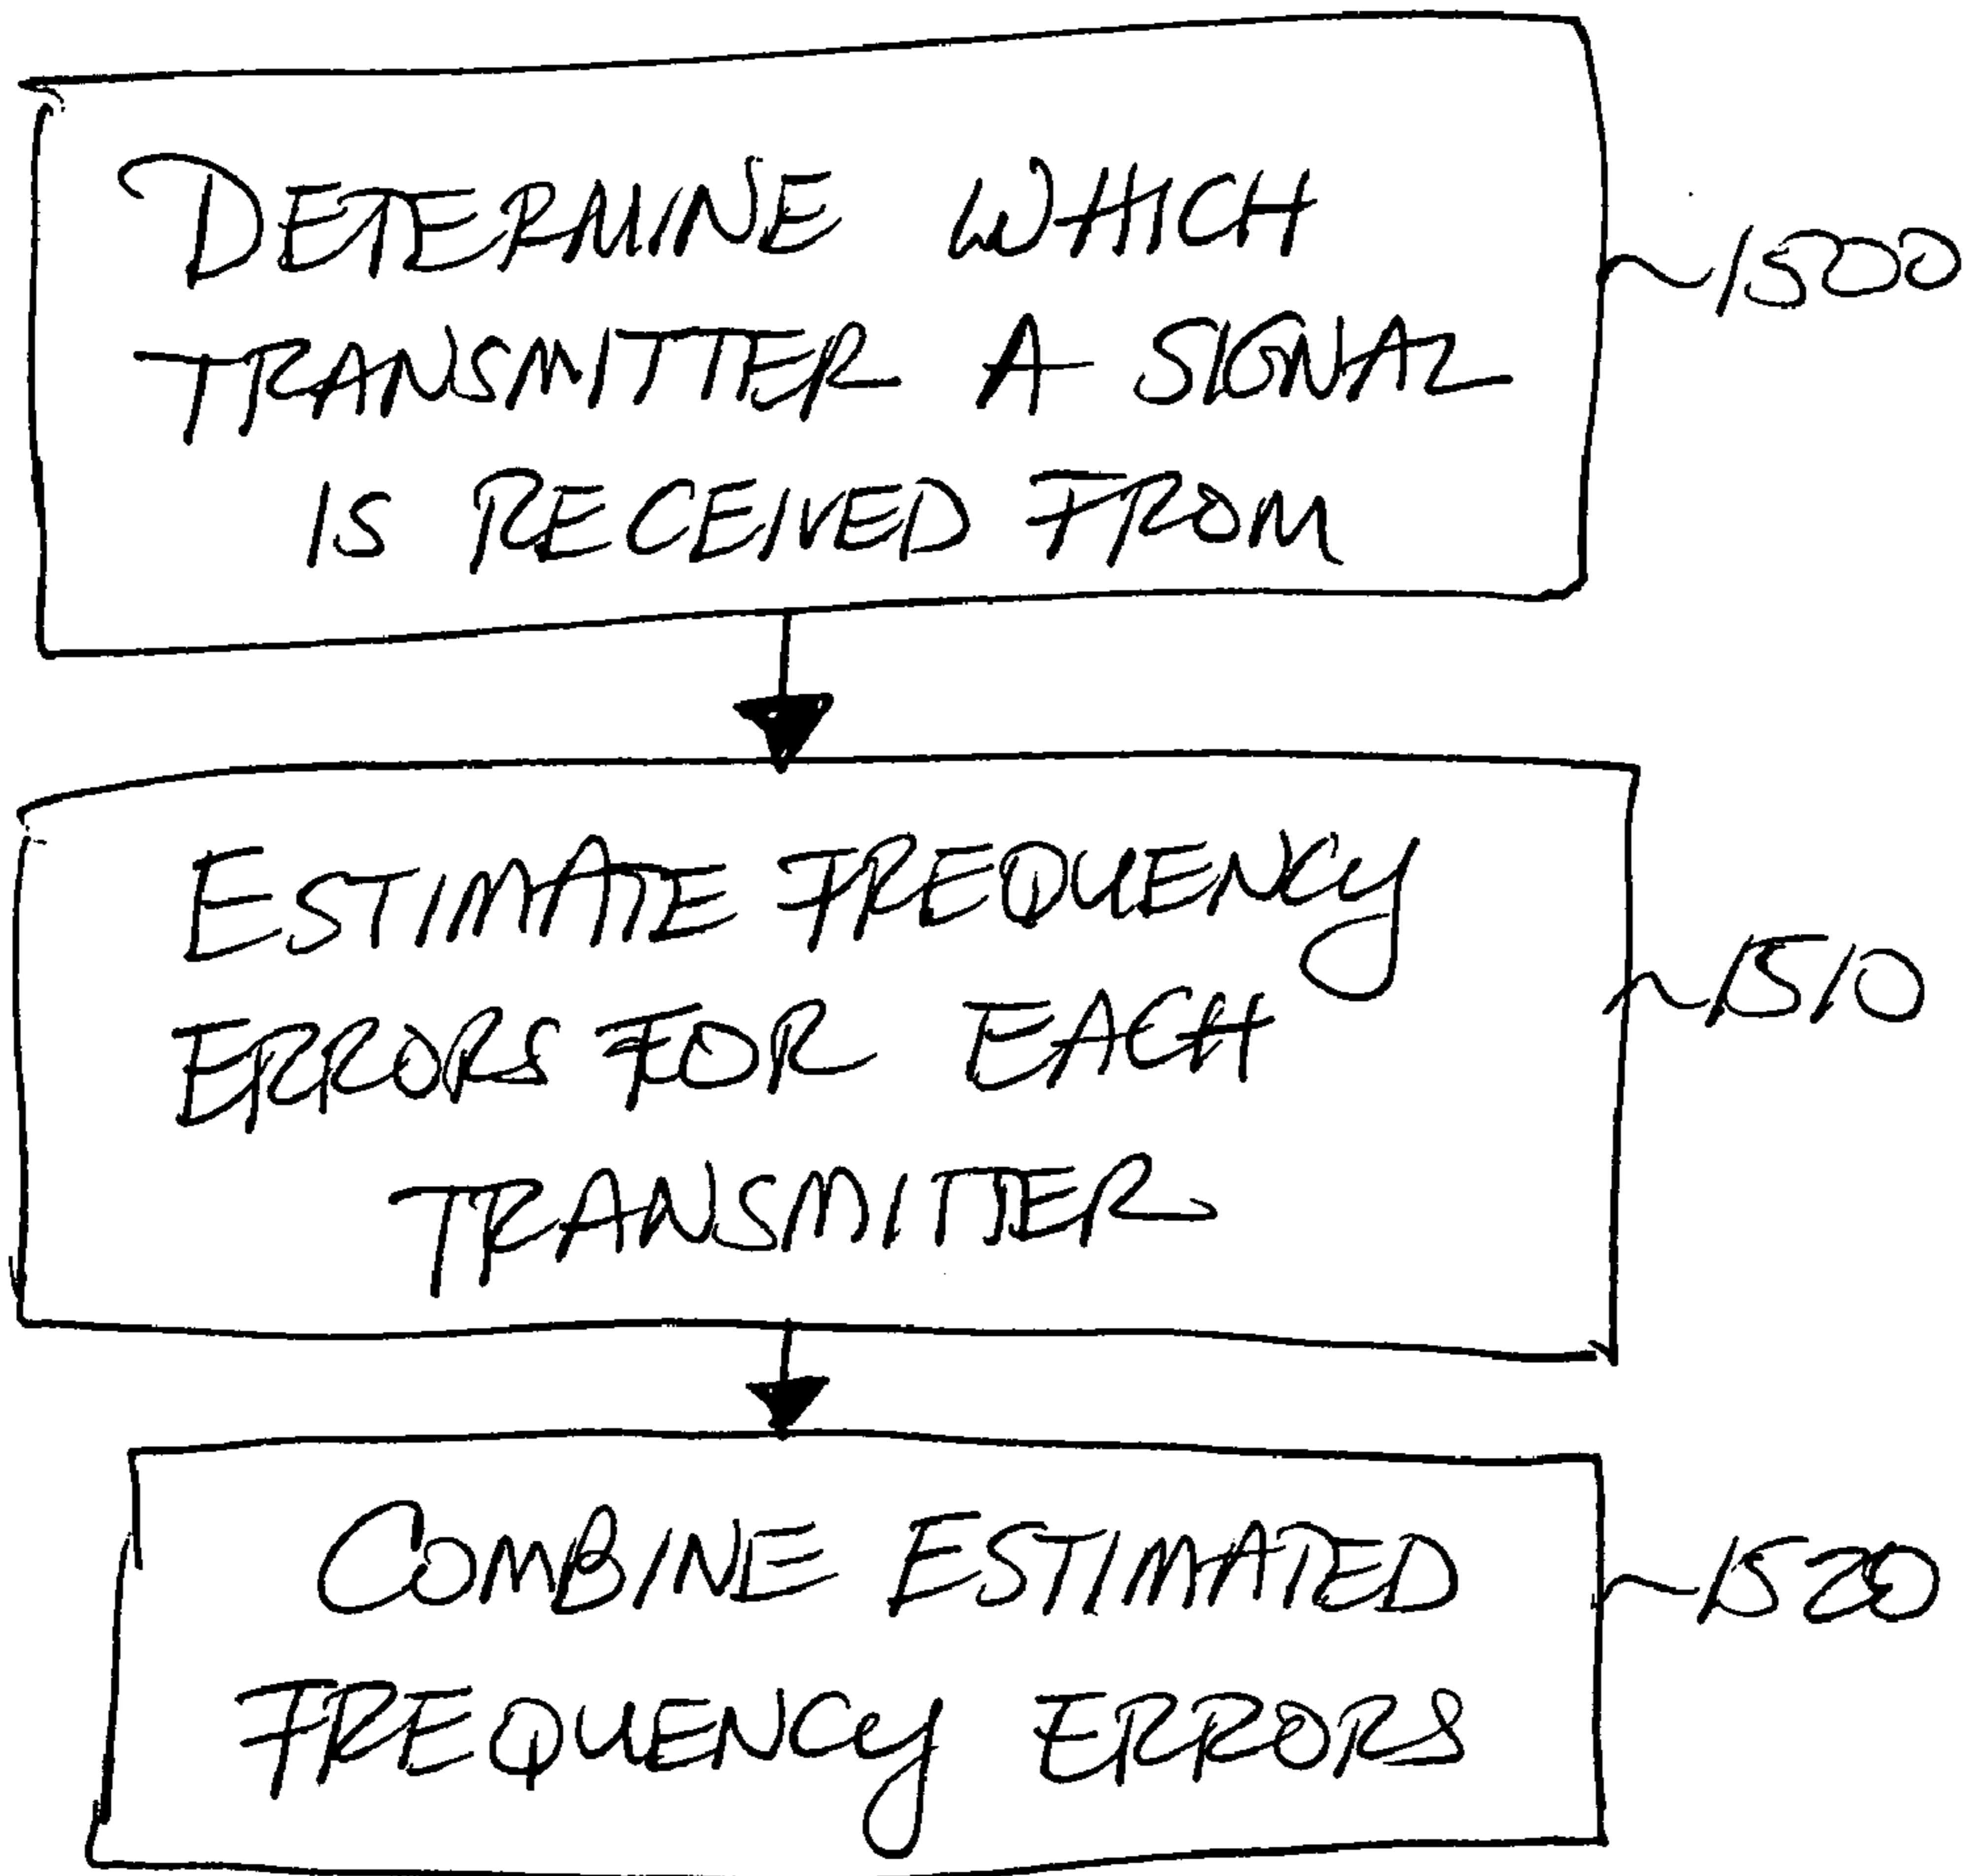 DETERMINE WHICH
TRANSMITTER A SIGNAL
IS RECEIVED FROM
1500
ESTIMATE FREQUENCY
ERRORS FOR EACH
TRANSMITTER
1510
COMBINE ESTIMATED
FREQUENCY ERRORS
1520